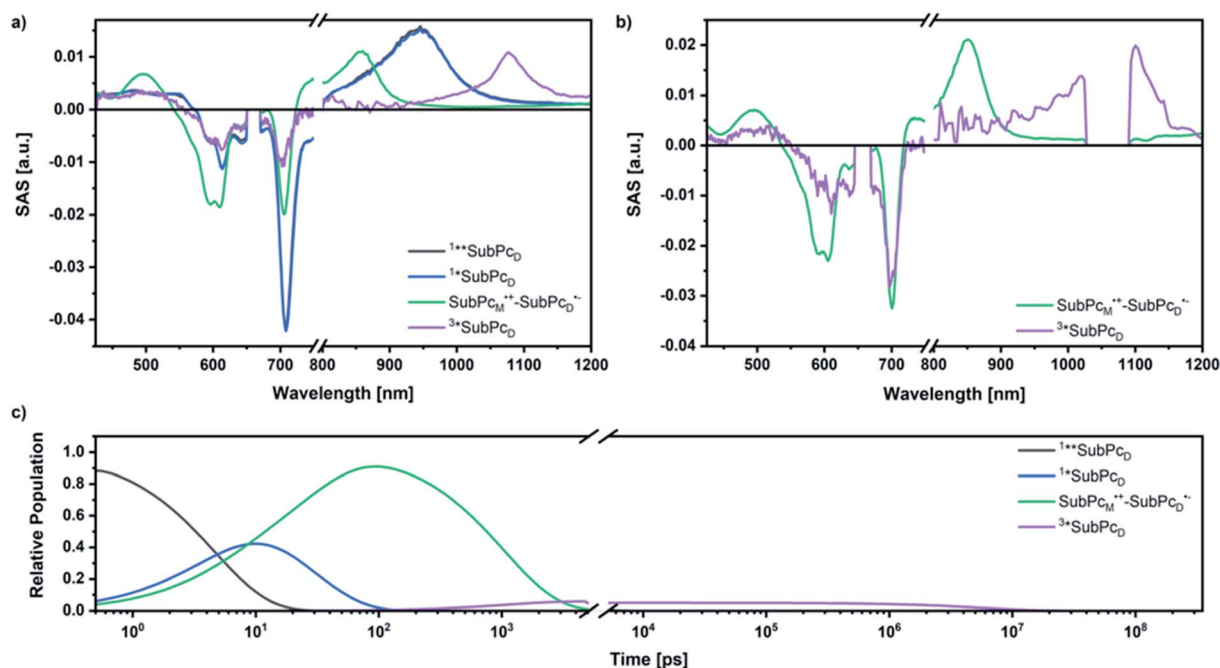 a)
b)
0.01
0.00
-0.01
-0.02
-0.03
-0.04
SAS [a.u.]
500 600 700 800 900 1000 1100 1200
Wavelength [nm]
1**SubPcD
1*SubPcD
SubPcM•+-SubPcD•-
3*SubPcD
0.02
0.01
0.00
-0.01
-0.02
-0.03
-0.04
SAS [a.u.]
500 600 700 800 900 1000 1100 1200
Wavelength [nm]
SubPcM•+-SubPcD•-
3*SubPcD
c)
1.0
0.8
0.6
0.4
0.2
0.0
Relative Population
1**SubPcD
1*SubPcD
SubPcM•+-SubPcD•-
3*SubPcD
10⁰ 10¹ 10² 10³ 10⁴ 10⁵ 10⁶ 10⁷ 10⁸
Time [ps]